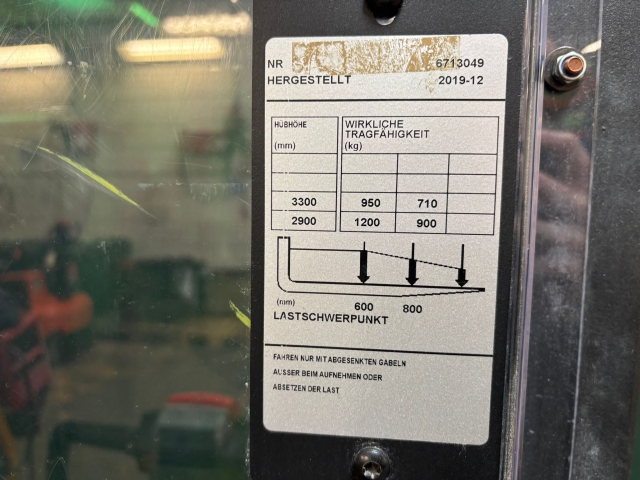 NR 6713049
HERGESTELLT 2019-12
HUBHÖHE WIRKLICHE
TRAGFÄHIGKEIT
(mm) (kg)
3300 950 710
2900 1200 900
(mm) 600 800
LASTSCHWERPUNKT
FAHREN NUR MIT ABGESENKTEN GABELN
AUSSER BEIM AUFNEHMEN ODER
ABSETZEN DER LAST